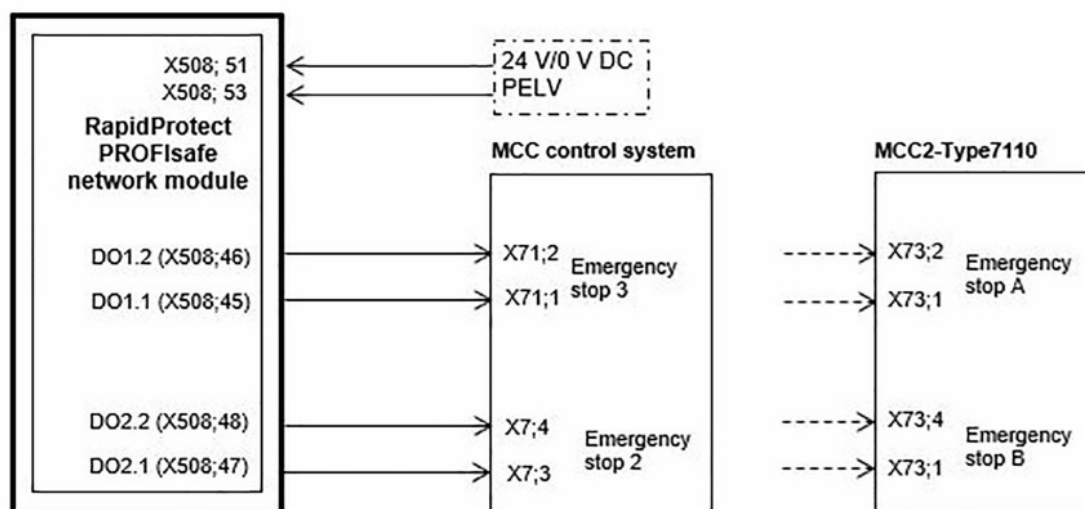 X508; 51
X508; 53
RapidProtect
PROFIsafe
network module
DO1.2 (X508;46)
DO1.1 (X508;45)
DO2.2 (X508;48)
DO2.1 (X508;47)
24 V/0 V DC
PELV
MCC control system
X71;2
Emergency
stop 3
X71;1
X7;4
Emergency
stop 2
X7;3
MCC2-Type7110
X73;2
Emergency
stop A
X73;1
X73;4
Emergency
stop B
X73;1